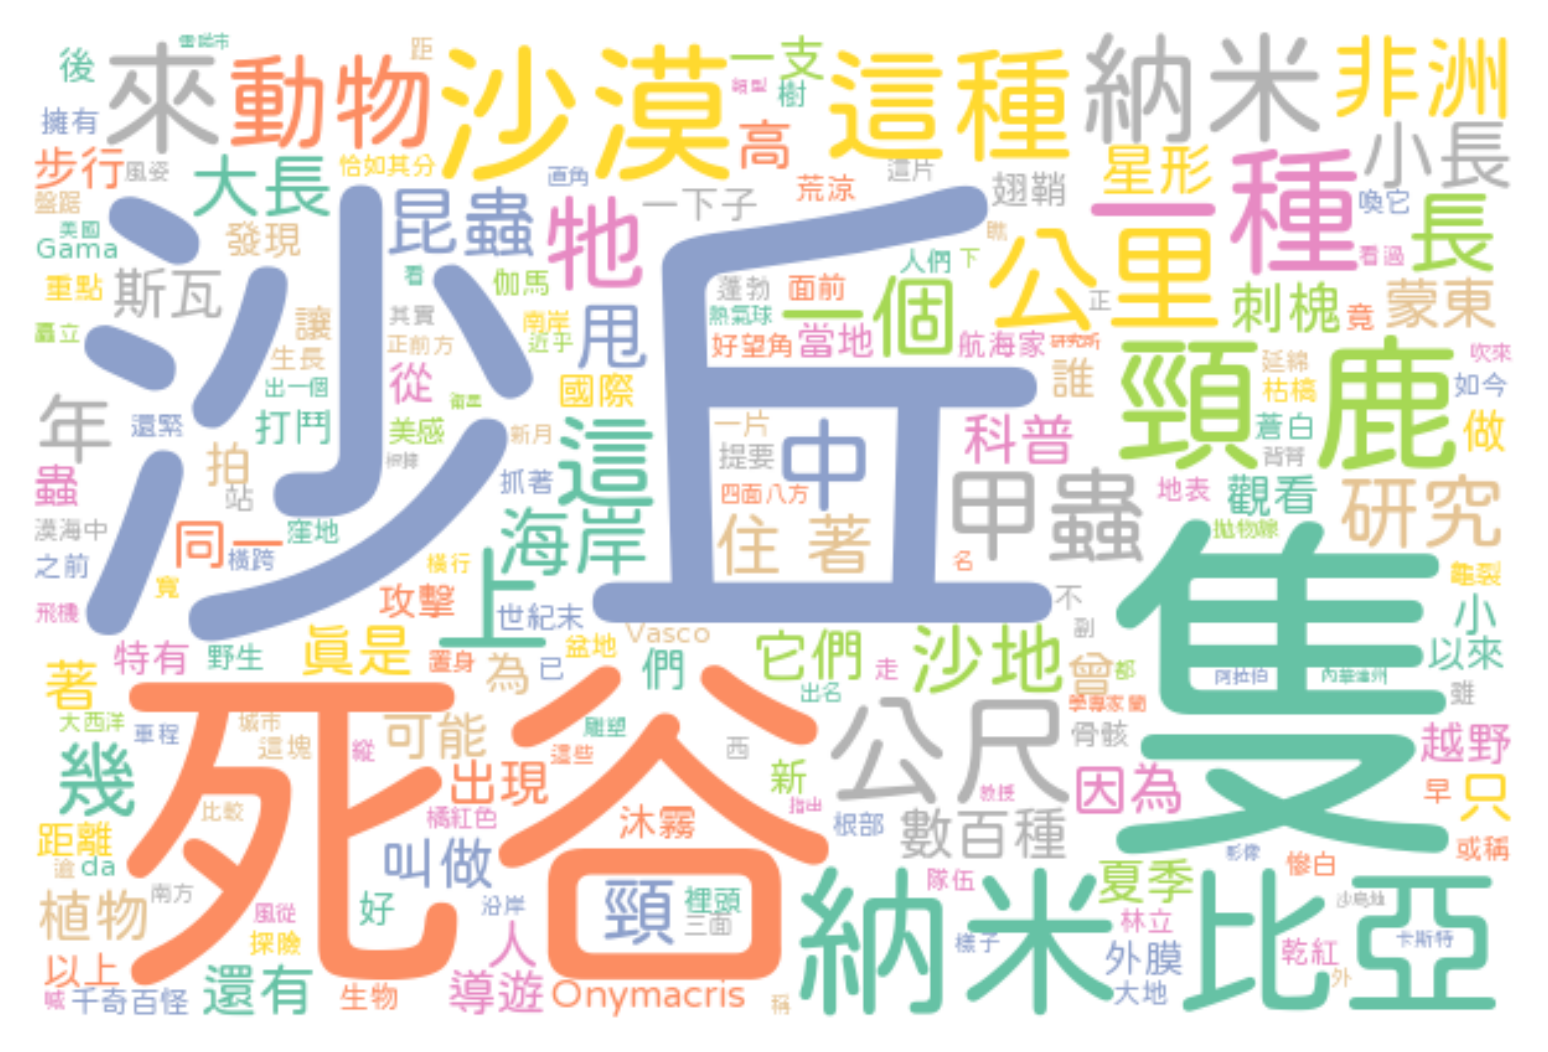 後
來
動物
距
沙漠
一支
類型
樹
這種
納米
非洲
擁有
步行
風姿
大長
恰如其分
高
直角
荒涼
這片
星形
種
小長
盤踞
美國
Gama
發現
昆蟲
牠
一下子
翅鞘
一
喚它
長
看過
重點
斯瓦
看
伽馬
蓬勃
面前
人們
下
瞧
公里
矗立
讓
其實
南岸
甩
熱氣球
一個
正
刺槐
竟
蒙東
沙丘
生長
正前方
近乎
好望角
當地
航海家
研究所
頸鹿
延綿
吹來
年
出一個
從
國際
誰
枯槁
如今
還緊
打鬥
美感
新月
這
一片
中
科普
蒼白
做
蟲
拍
站
抓著
提要
四面八方
甲蟲
背脊
地表
觀看
研究
漠海中
同一
窪地
海岸
住著
拋物線
之前
橫跨
橫行
上
名
隻
龜裂
飛機
寬
攻擊
世紀末
不
小
特有
野生
真是
置身
Vasco
盆地
它們
副
沙地
以來
著
為
已
們
走
曾
都
阿拉伯
內華達州
雖
大西洋
車程
城市
死谷
出名
學專家蘭
幾
這塊
縱
可能
雕塑
這些
西
公尺
骨骸
越野
比較
出現
新
教授
因為
早
只
距離
橘紅色
沐霧
指出
根部
數百種
影像
或稱
da
叫做
慘白
植物
南方
好
沿岸
頸
裡頭
三面
隊伍
夏季
納米比亞
沙烏地
風從
探險
人
樣子
林立
乾紅
卡斯特
以上
外膜
外
喊
千奇百怪
還有
生物
導遊
Onymacris
稱
大地